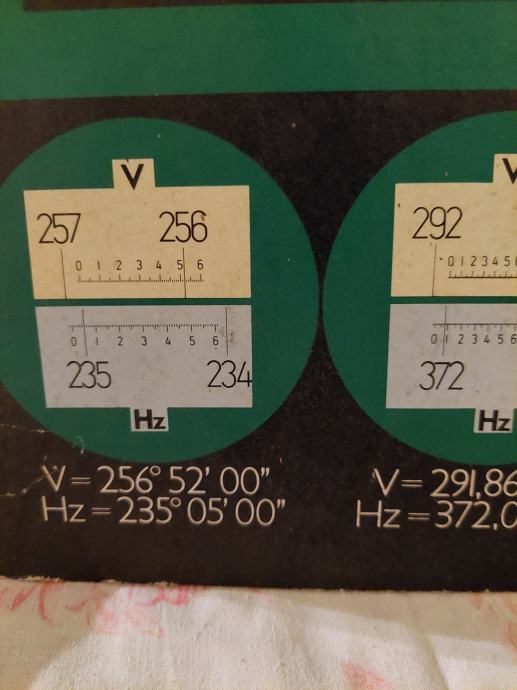 V
257 256
0 1 2 3 4 5 6
0 1 2 3 4 5 6
235 234
Hz
V = 256° 52' 00"
Hz = 235° 05' 00"
V
292
0 1 2 3 4 5 6
0 1 2 3 4 5 6
372
Hz
V = 291,86
Hz = 372,0